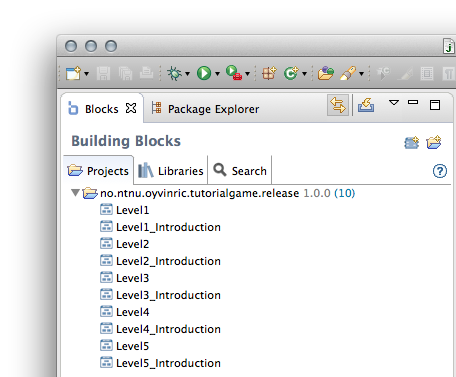 Blocks Package Explorer
Building Blocks
Projects Libraries Search
no.ntnu.oyvinric.tutorialgame.release 1.0.0 (10)
Level1
Level1_Introduction
Level2
Level2_Introduction
Level3
Level3_Introduction
Level4
Level4_Introduction
Level5
Level5_Introduction